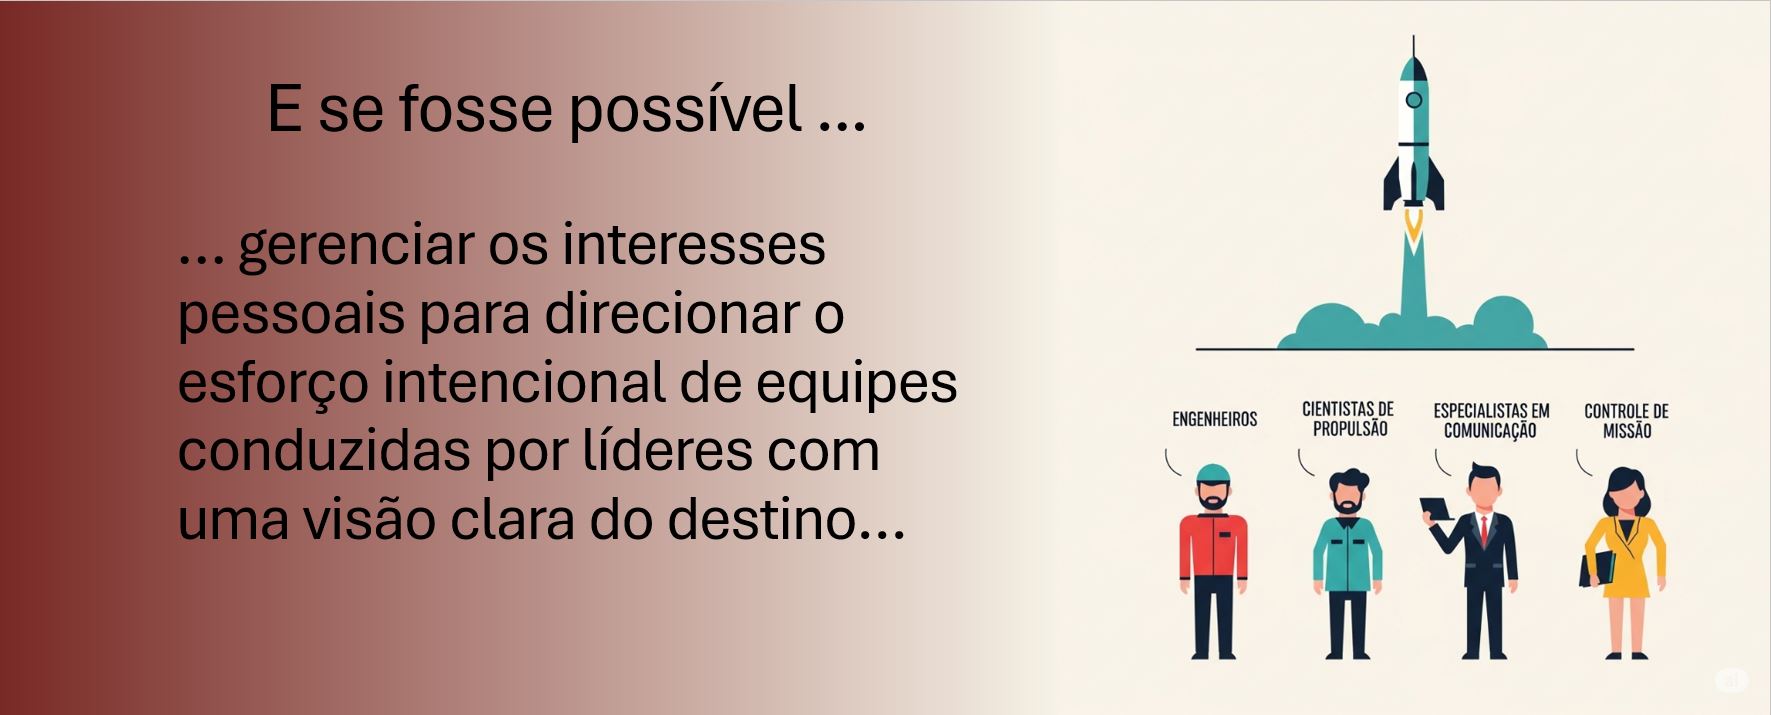 E se fosse possível ...
... gerenciar os interesses
pessoais para direcionar o
esforço intencional de equipes
conduzidas por líderes com
uma visão clara do destino...
ENGENHEIROS
CIENTISTAS DE
PROPULSÃO
ESPECIALISTAS EM
COMUNICAÇÃO
CONTROLE DE
MISSÃO
ai